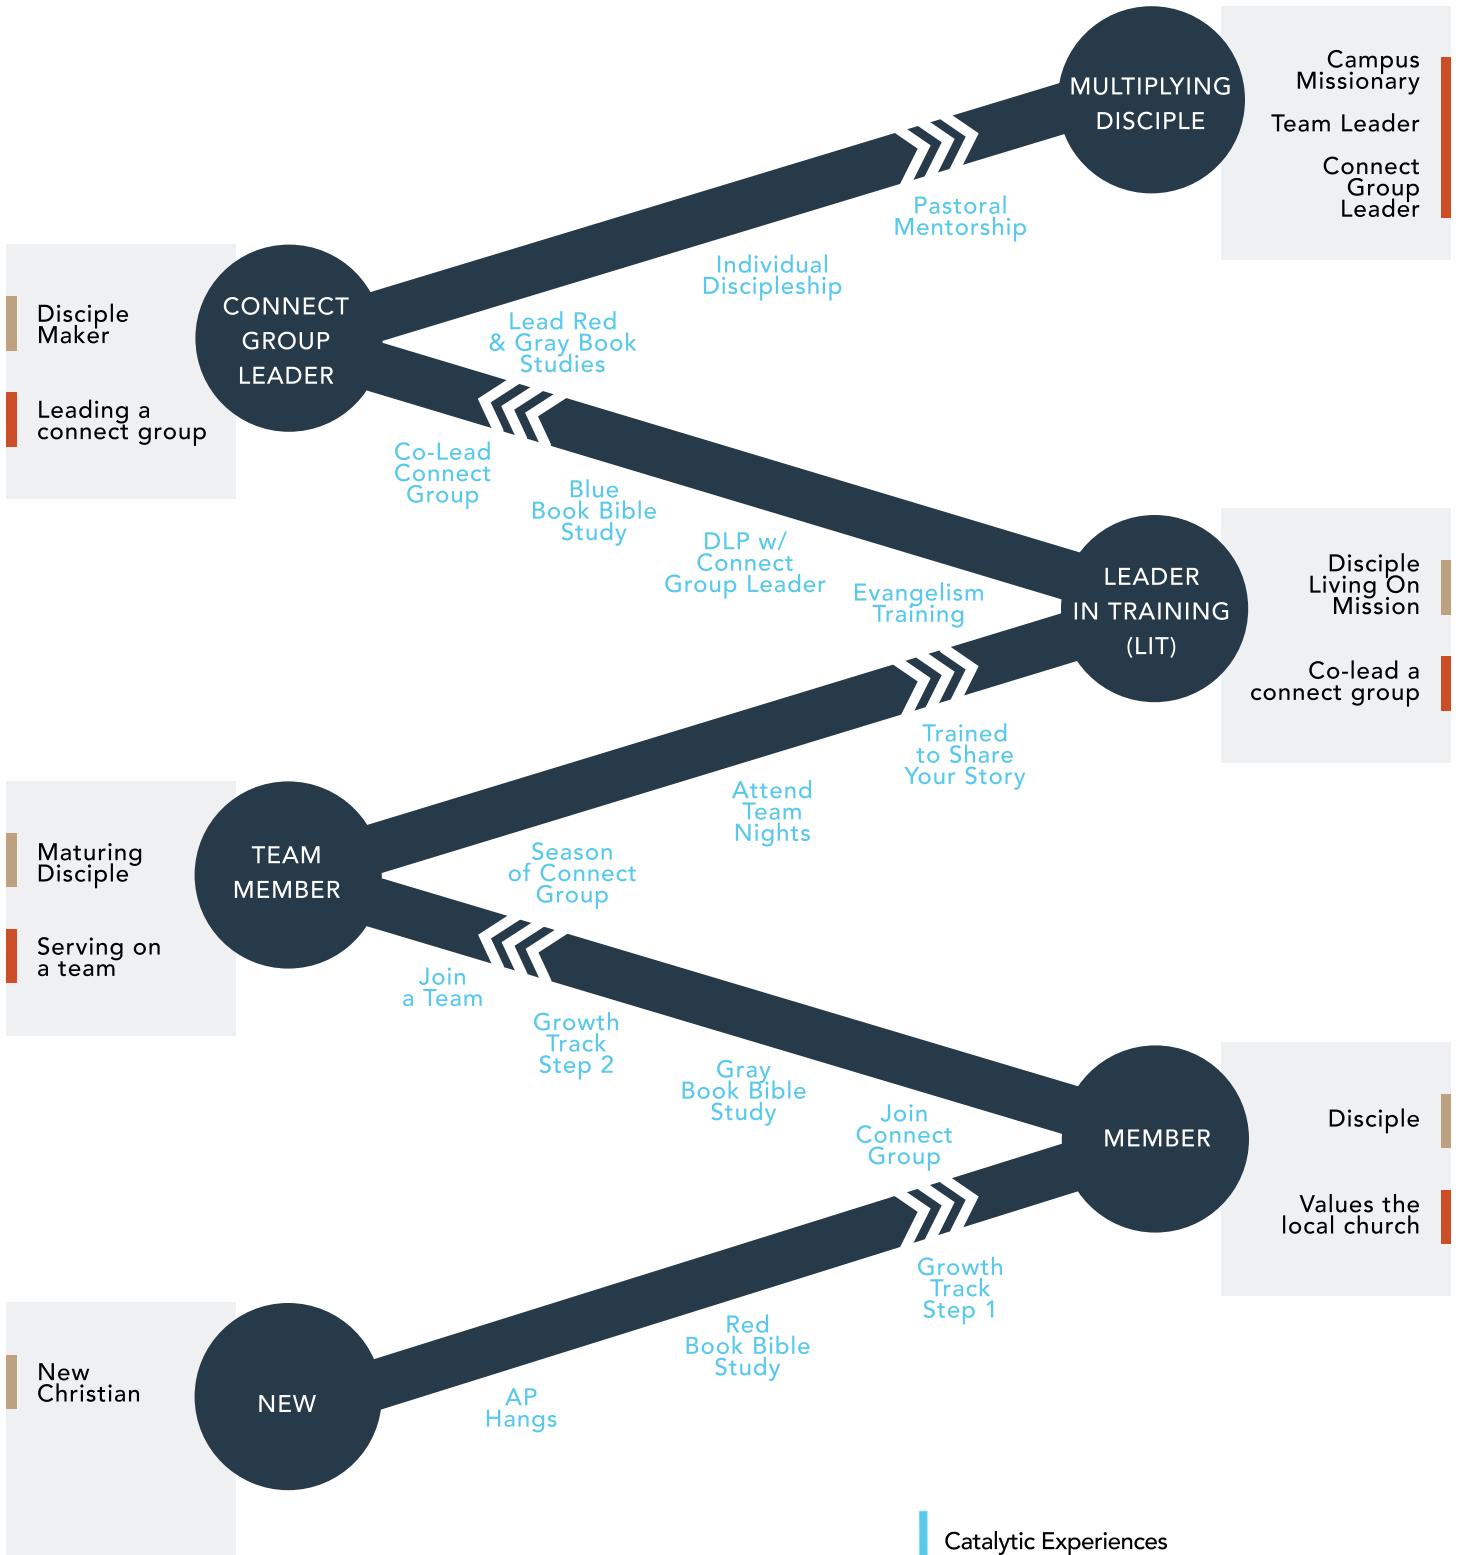 MULTIPLYING
DISCIPLE
Campus
Missionary
Team Leader
Connect
Group
Leader
Pastoral
Mentorship
Individual
Discipleship
Lead Red
& Gray Book
Studies
CONNECT
GROUP
LEADER
Disciple
Maker
Leading a
connect group
Co-Lead
Connect
Group
Blue
Book Bible
Study
DLP w/
Connect
Group Leader
Evangelism
Training
LEADER
IN TRAINING
(LIT)
Disciple
Living On
Mission
Co-lead a
connect group
Trained
to Share
Your Story
Attend
Team
Nights
Season
of Connect
Group
TEAM
MEMBER
Maturing
Disciple
Serving on
a team
Join
a Team
Growth
Track
Step 2
Gray
Book Bible
Study
Join
Connect
Group
MEMBER
Disciple
Values the
local church
Growth
Track
Step 1
Red
Book Bible
Study
AP
Hangs
NEW
New
Christian
Catalytic Experiences